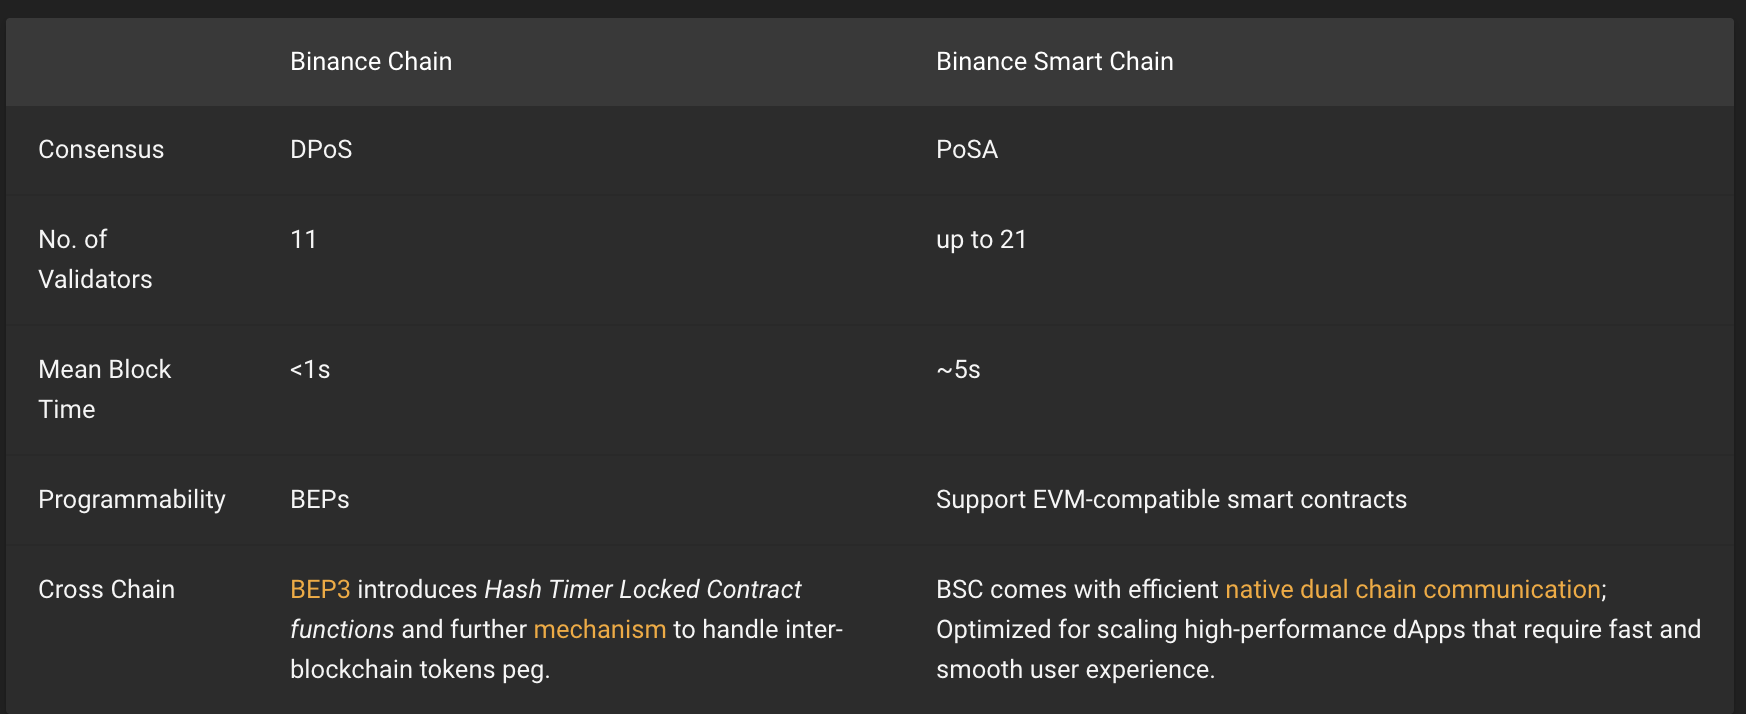 Binance Chain
Binance Smart Chain
Consensus
DPoS
PoSA
No. of
Validators
11
up to 21
Mean Block
Time
<1s
~5s
Programmability
BEPs
Support EVM-compatible smart contracts
Cross Chain
BEP3 introduces Hash Timer Locked Contract
functions and further mechanism to handle inter-
blockchain tokens peg.
BSC comes with efficient native dual chain communication;
Optimized for scaling high-performance dApps that require fast and
smooth user experience.